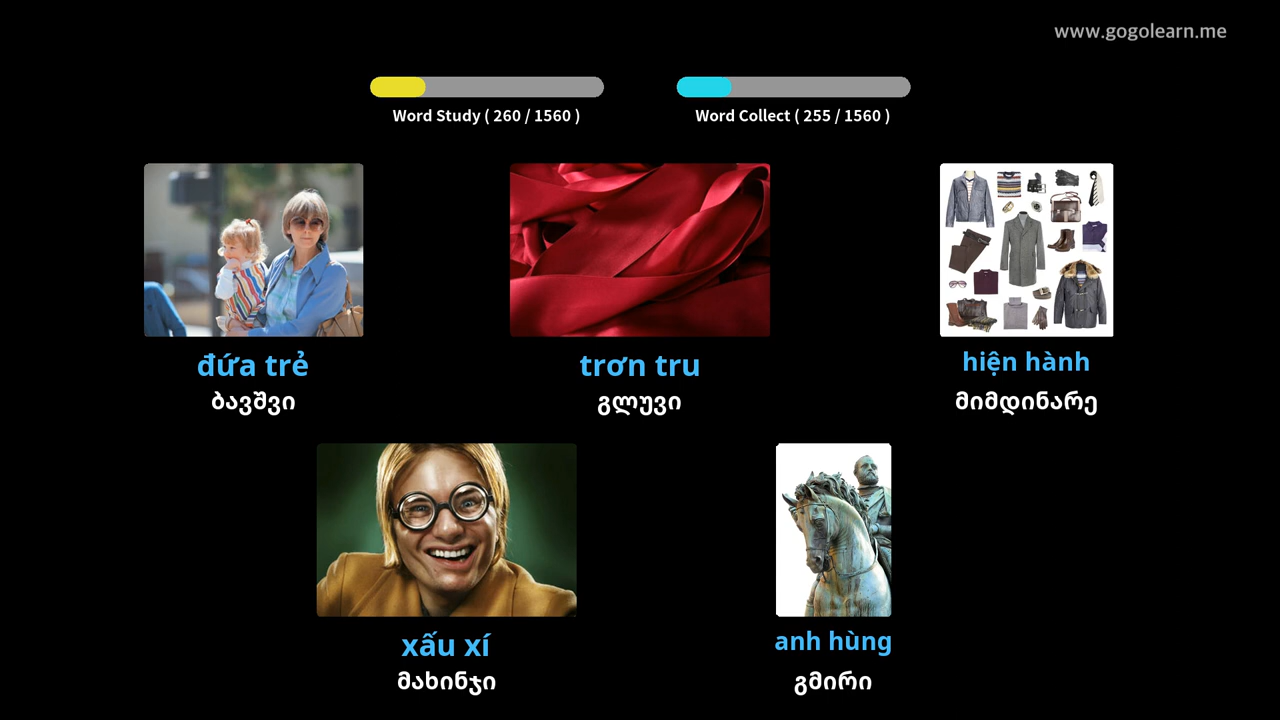 www.gogolearn.me
Word Study ( 260 / 1560 )
Word Collect ( 255 / 1560 )
đứa trẻ
ბავშვი
trơn tru
გლუვი
hiện hành
მიმდინარე
xấu xí
მახინჯი
anh hùng
გმირი